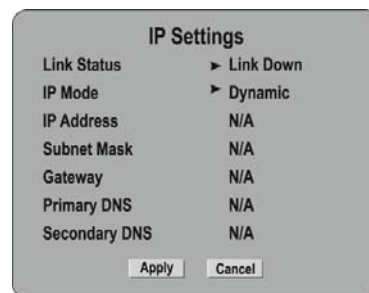 IP Settings
Link Status ► Link Down
IP Mode ► Dynamic
IP Address N/A
Subnet Mask N/A
Gateway N/A
Primary DNS N/A
Secondary DNS N/A
Apply Cancel